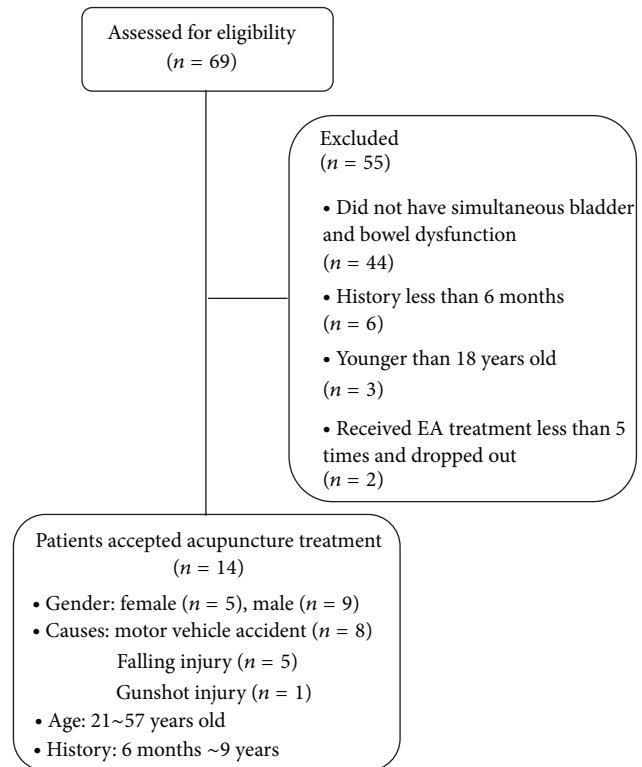 Assessed for eligibility
(n = 69)
Excluded
(n = 55)
• Did not have simultaneous bladder
and bowel dysfunction
(n = 44)
• History less than 6 months
(n = 6)
• Younger than 18 years old
(n = 3)
• Received EA treatment less than 5
times and dropped out
(n = 2)
Patients accepted acupuncture treatment
(n = 14)
• Gender: female (n = 5), male (n = 9)
• Causes: motor vehicle accident (n = 8)
Falling injury (n = 5)
Gunshot injury (n = 1)
• Age: 21~57 years old
• History: 6 months ~9 years